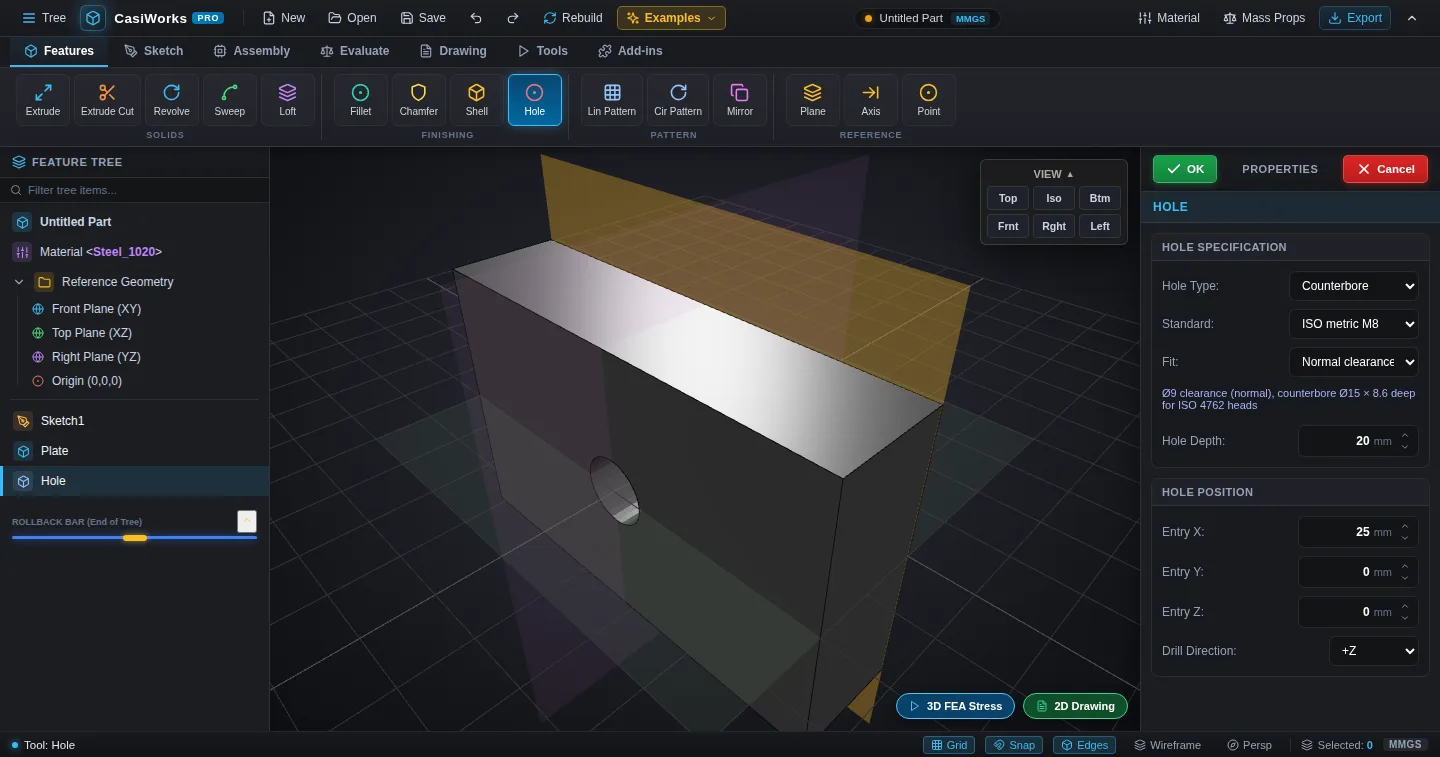 Tree
CasiWorks PRO
New
Open
Save
Rebuild
Examples
Untitled Part MMGS
Material
Mass Props
Export
Features
Sketch
Assembly
Evaluate
Drawing
Tools
Add-ins
Extrude
Extrude Cut
Revolve
Sweep
Loft
Fillet
Chamfer
Shell
Hole
Lin Pattern
Cir Pattern
Mirror
Plane
Axis
Point
SOLIDS
FINISHING
PATTERN
REFERENCE
FEATURE TREE
Filter tree items...
Untitled Part
Material <Steel_1020>
Reference Geometry
Front Plane (XY)
Top Plane (XZ)
Right Plane (YZ)
Origin (0,0,0)
Sketch1
Plate
Hole
ROLLBACK BAR (End of Tree)
VIEW ▲
Top Iso Btm
Frnt Rght Left
3D FEA Stress
2D Drawing
OK
PROPERTIES
Cancel
HOLE
HOLE SPECIFICATION
Hole Type: Counterbore
Standard: ISO metric M8
Fit: Normal clearance
Ø9 clearance (normal), counterbore Ø15 × 8.6 deep
for ISO 4762 heads
Hole Depth: 20 mm
HOLE POSITION
Entry X: 25 mm
Entry Y: 0 mm
Entry Z: 0 mm
Drill Direction: +Z
Tool: Hole
Grid
Snap
Edges
Wireframe
Persp
Selected: 0
MMGS